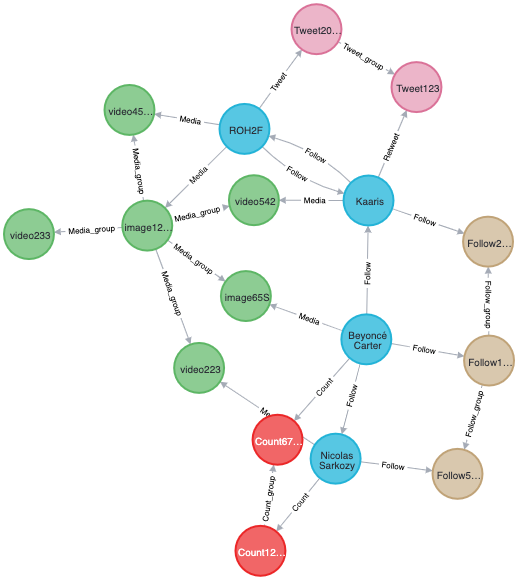 Tweet20...
Tweet_group
Tweet123
Tweet
video45...
Media
ROH2F
Retweet
Media_group
Media
Follow
Follow
video542
Media
Kaaris
Media_group
Follow
video233
Media_group
image12...
Follow2...
Media_group
Follow
Follow_group
Media_group
image65S
Media
Beyoncé
Carter
Follow
Follow1...
video223
Count
Follow
Follow_group
Me
Count67...
Nicolas
Sarkozy
Follow
Follow5...
Count_group
Count
Count12...